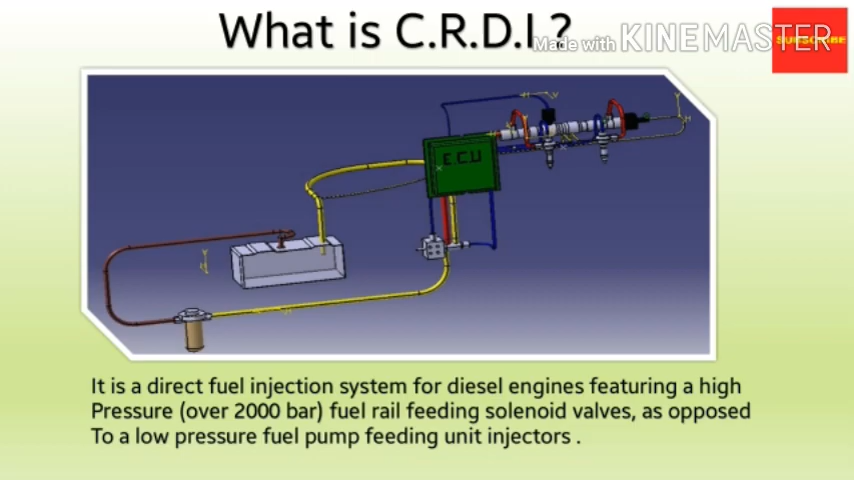 What is C.R.D.I.?
Made with KINEMASTER
SUBSCRIBE
E.C.U
It is a direct fuel injection system for diesel engines featuring a high
Pressure (over 2000 bar) fuel rail feeding solenoid valves, as opposed
To a low pressure fuel pump feeding unit injectors .